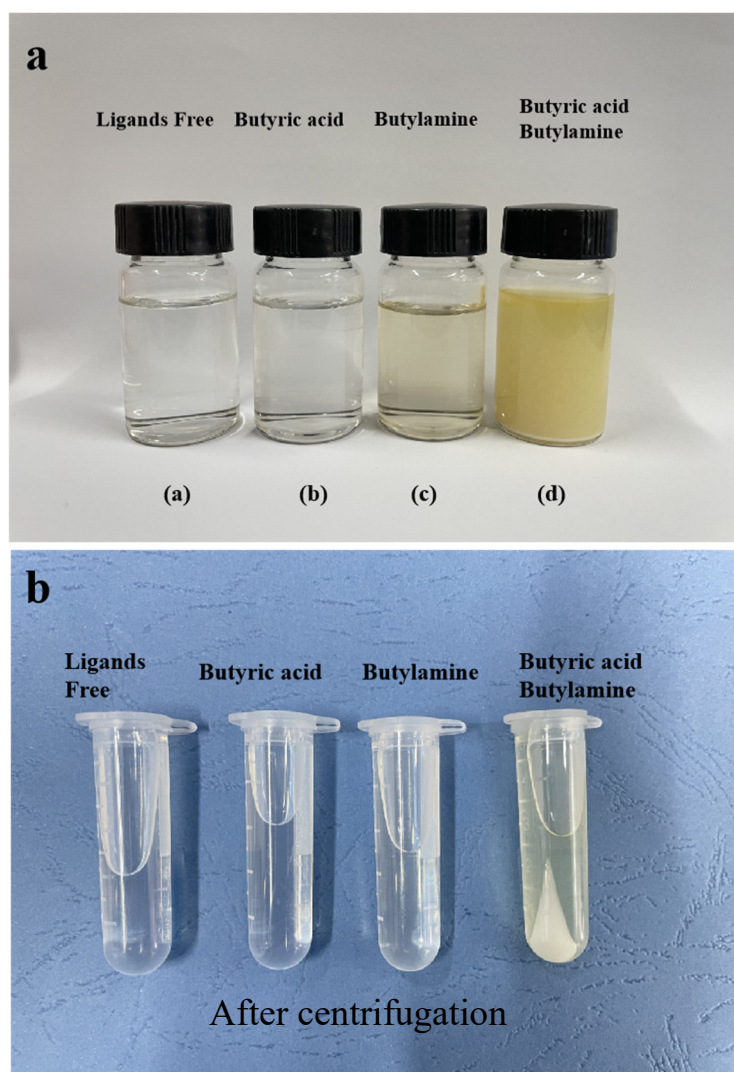 a
Ligands Free
Butyric acid
Butylamine
Butyric acid
Butylamine
(a)
(b)
(c)
(d)
b
Ligands
Free
Butyric acid
Butylamine
Butyric acid
Butylamine
After centrifugation